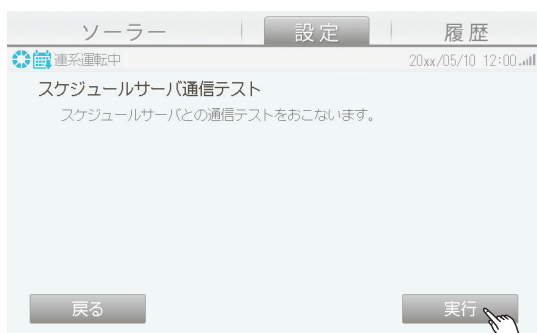 ソーラー 設定 履歴
連系運転中 20xx/05/10 12:00
スケジュールサーバ通信テスト
スケジュールサーバとの通信テストをおこないます。
戻る 実行